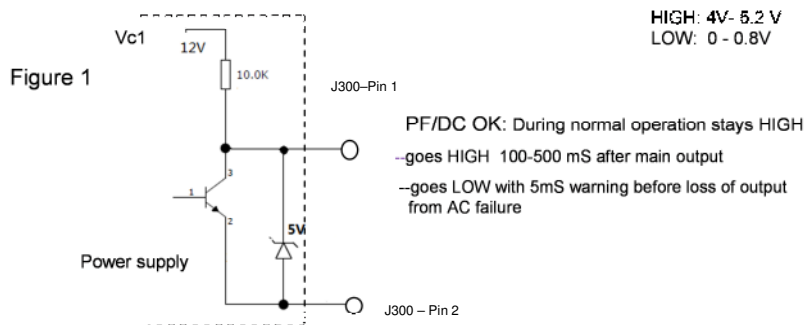 HIGH: 4V- 5.2 V
LOW: 0 - 0.8V
Vc1
12V
Figure 1
10.0K
J300–Pin 1
PF/DC OK: During normal operation stays HIGH
--goes HIGH 100-500 mS after main output
--goes LOW with 5mS warning before loss of output
from AC failure
3
1
2
5V
Power supply
J300 – Pin 2